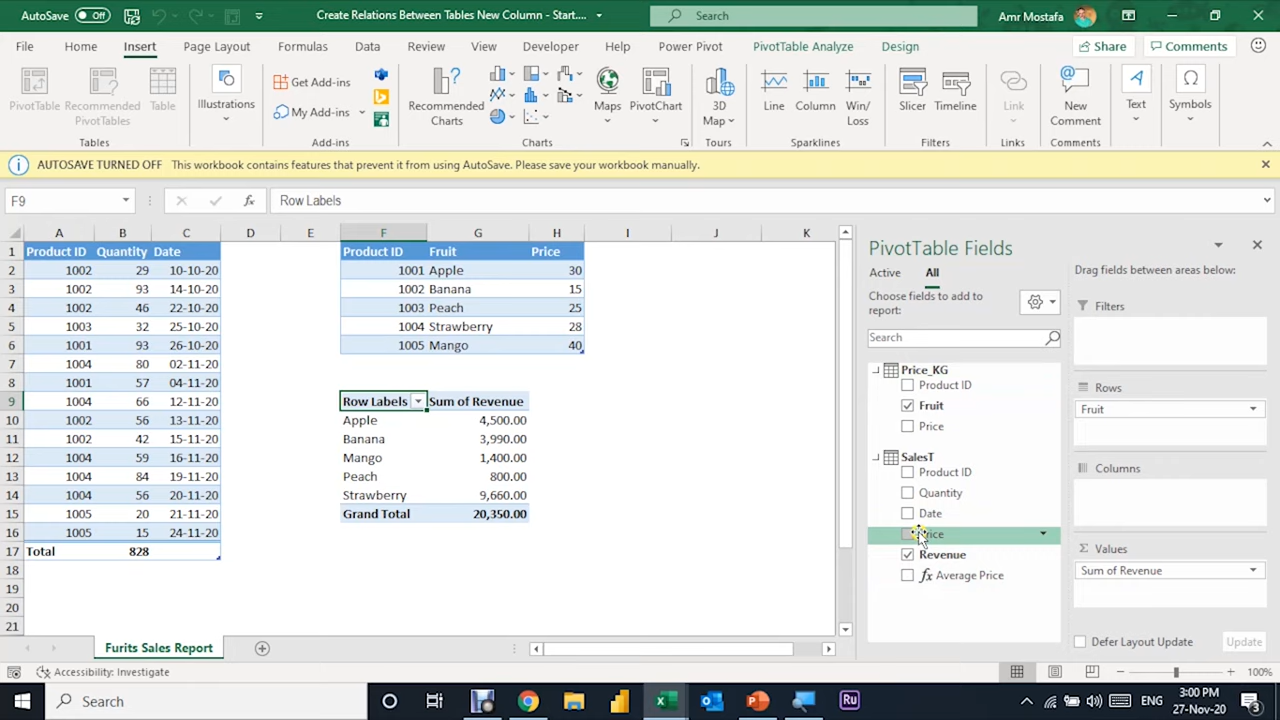 AutoSave Off Create Relations Between Tables New Column - Start.... Search Amr Mostafa
File Home Insert Page Layout Formulas Data Review View Developer Help Power Pivot PivotTable Analyze Design Share Comments
PivotTable Recommended PivotTables Table Illustrations Get Add-ins My Add-ins Recommended Charts Maps PivotChart 3D Map Line Column Win/Loss Slicer Timeline Link New Comment Text Symbols
Tables Add-ins Charts Tours Sparklines Filters Links Comments
AUTOSAVE TURNED OFF This workbook contains features that prevent it from using AutoSave. Please save your workbook manually.
F9 fx Row Labels
A B C D E F G H I J K
1 Product ID Quantity Date Product ID Fruit Price
2 1002 29 10-10-20 1001 Apple 30
3 1002 93 14-10-20 1002 Banana 15
4 1002 46 22-10-20 1003 Peach 25
5 1003 32 25-10-20 1004 Strawberry 28
6 1001 93 26-10-20 1005 Mango 40
7 1004 80 02-11-20
8 1001 57 04-11-20
9 1004 66 12-11-20 Row Labels Sum of Revenue
10 1002 56 13-11-20 Apple 4,500.00
11 1002 42 15-11-20 Banana 3,990.00
12 1004 59 16-11-20 Mango 1,400.00
13 1004 84 19-11-20 Peach 800.00
14 1004 56 20-11-20 Strawberry 9,660.00
15 1005 20 21-11-20 Grand Total 20,350.00
16 1005 15 24-11-20
17 Total 828
18
19
20
21
PivotTable Fields
Active All
Choose fields to add to report:
Search
Price_KG
Product ID
Fruit
Price
SalesT
Product ID
Quantity
Date
Price
Revenue
fx Average Price
Drag fields between areas below:
Filters
Rows
Fruit
Columns
Σ Values
Sum of Revenue
Defer Layout Update Update
Furits Sales Report
Accessibility: Investigate 100%
Search Ru ENG 3:00 PM 27-Nov-20 3